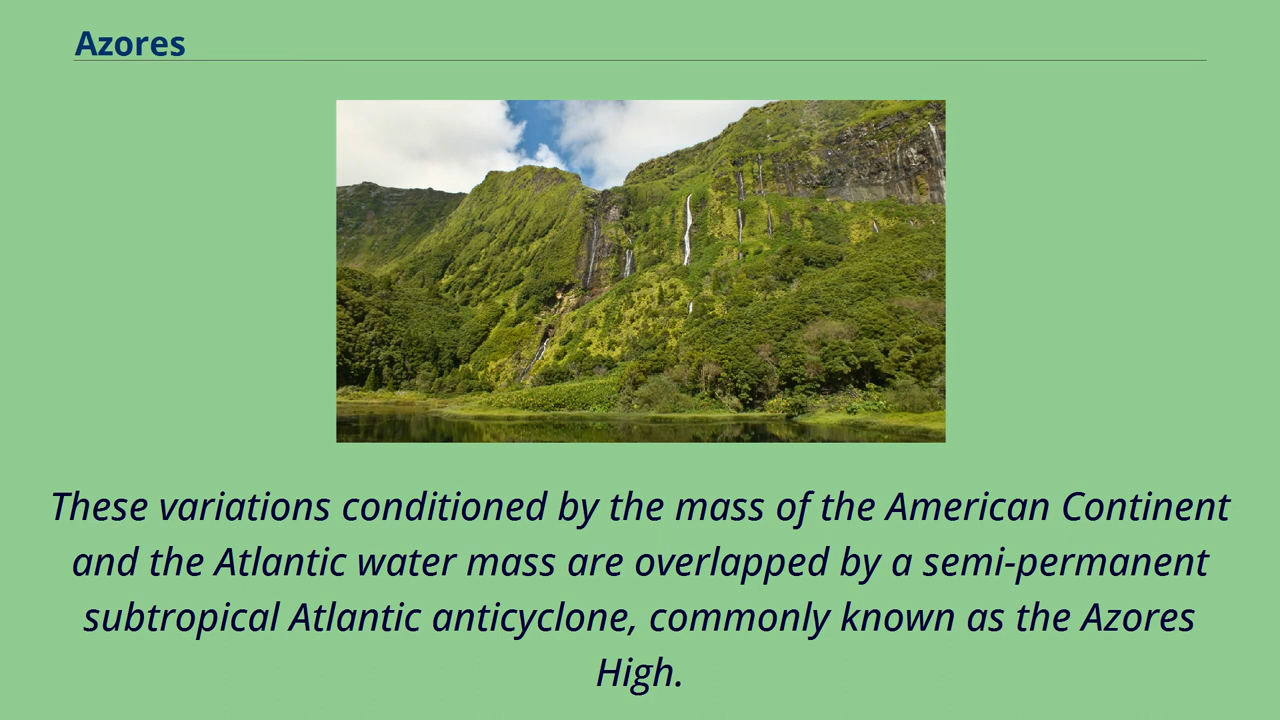 Azores
These variations conditioned by the mass of the American Continent
and the Atlantic water mass are overlapped by a semi-permanent
subtropical Atlantic anticyclone, commonly known as the Azores
High.